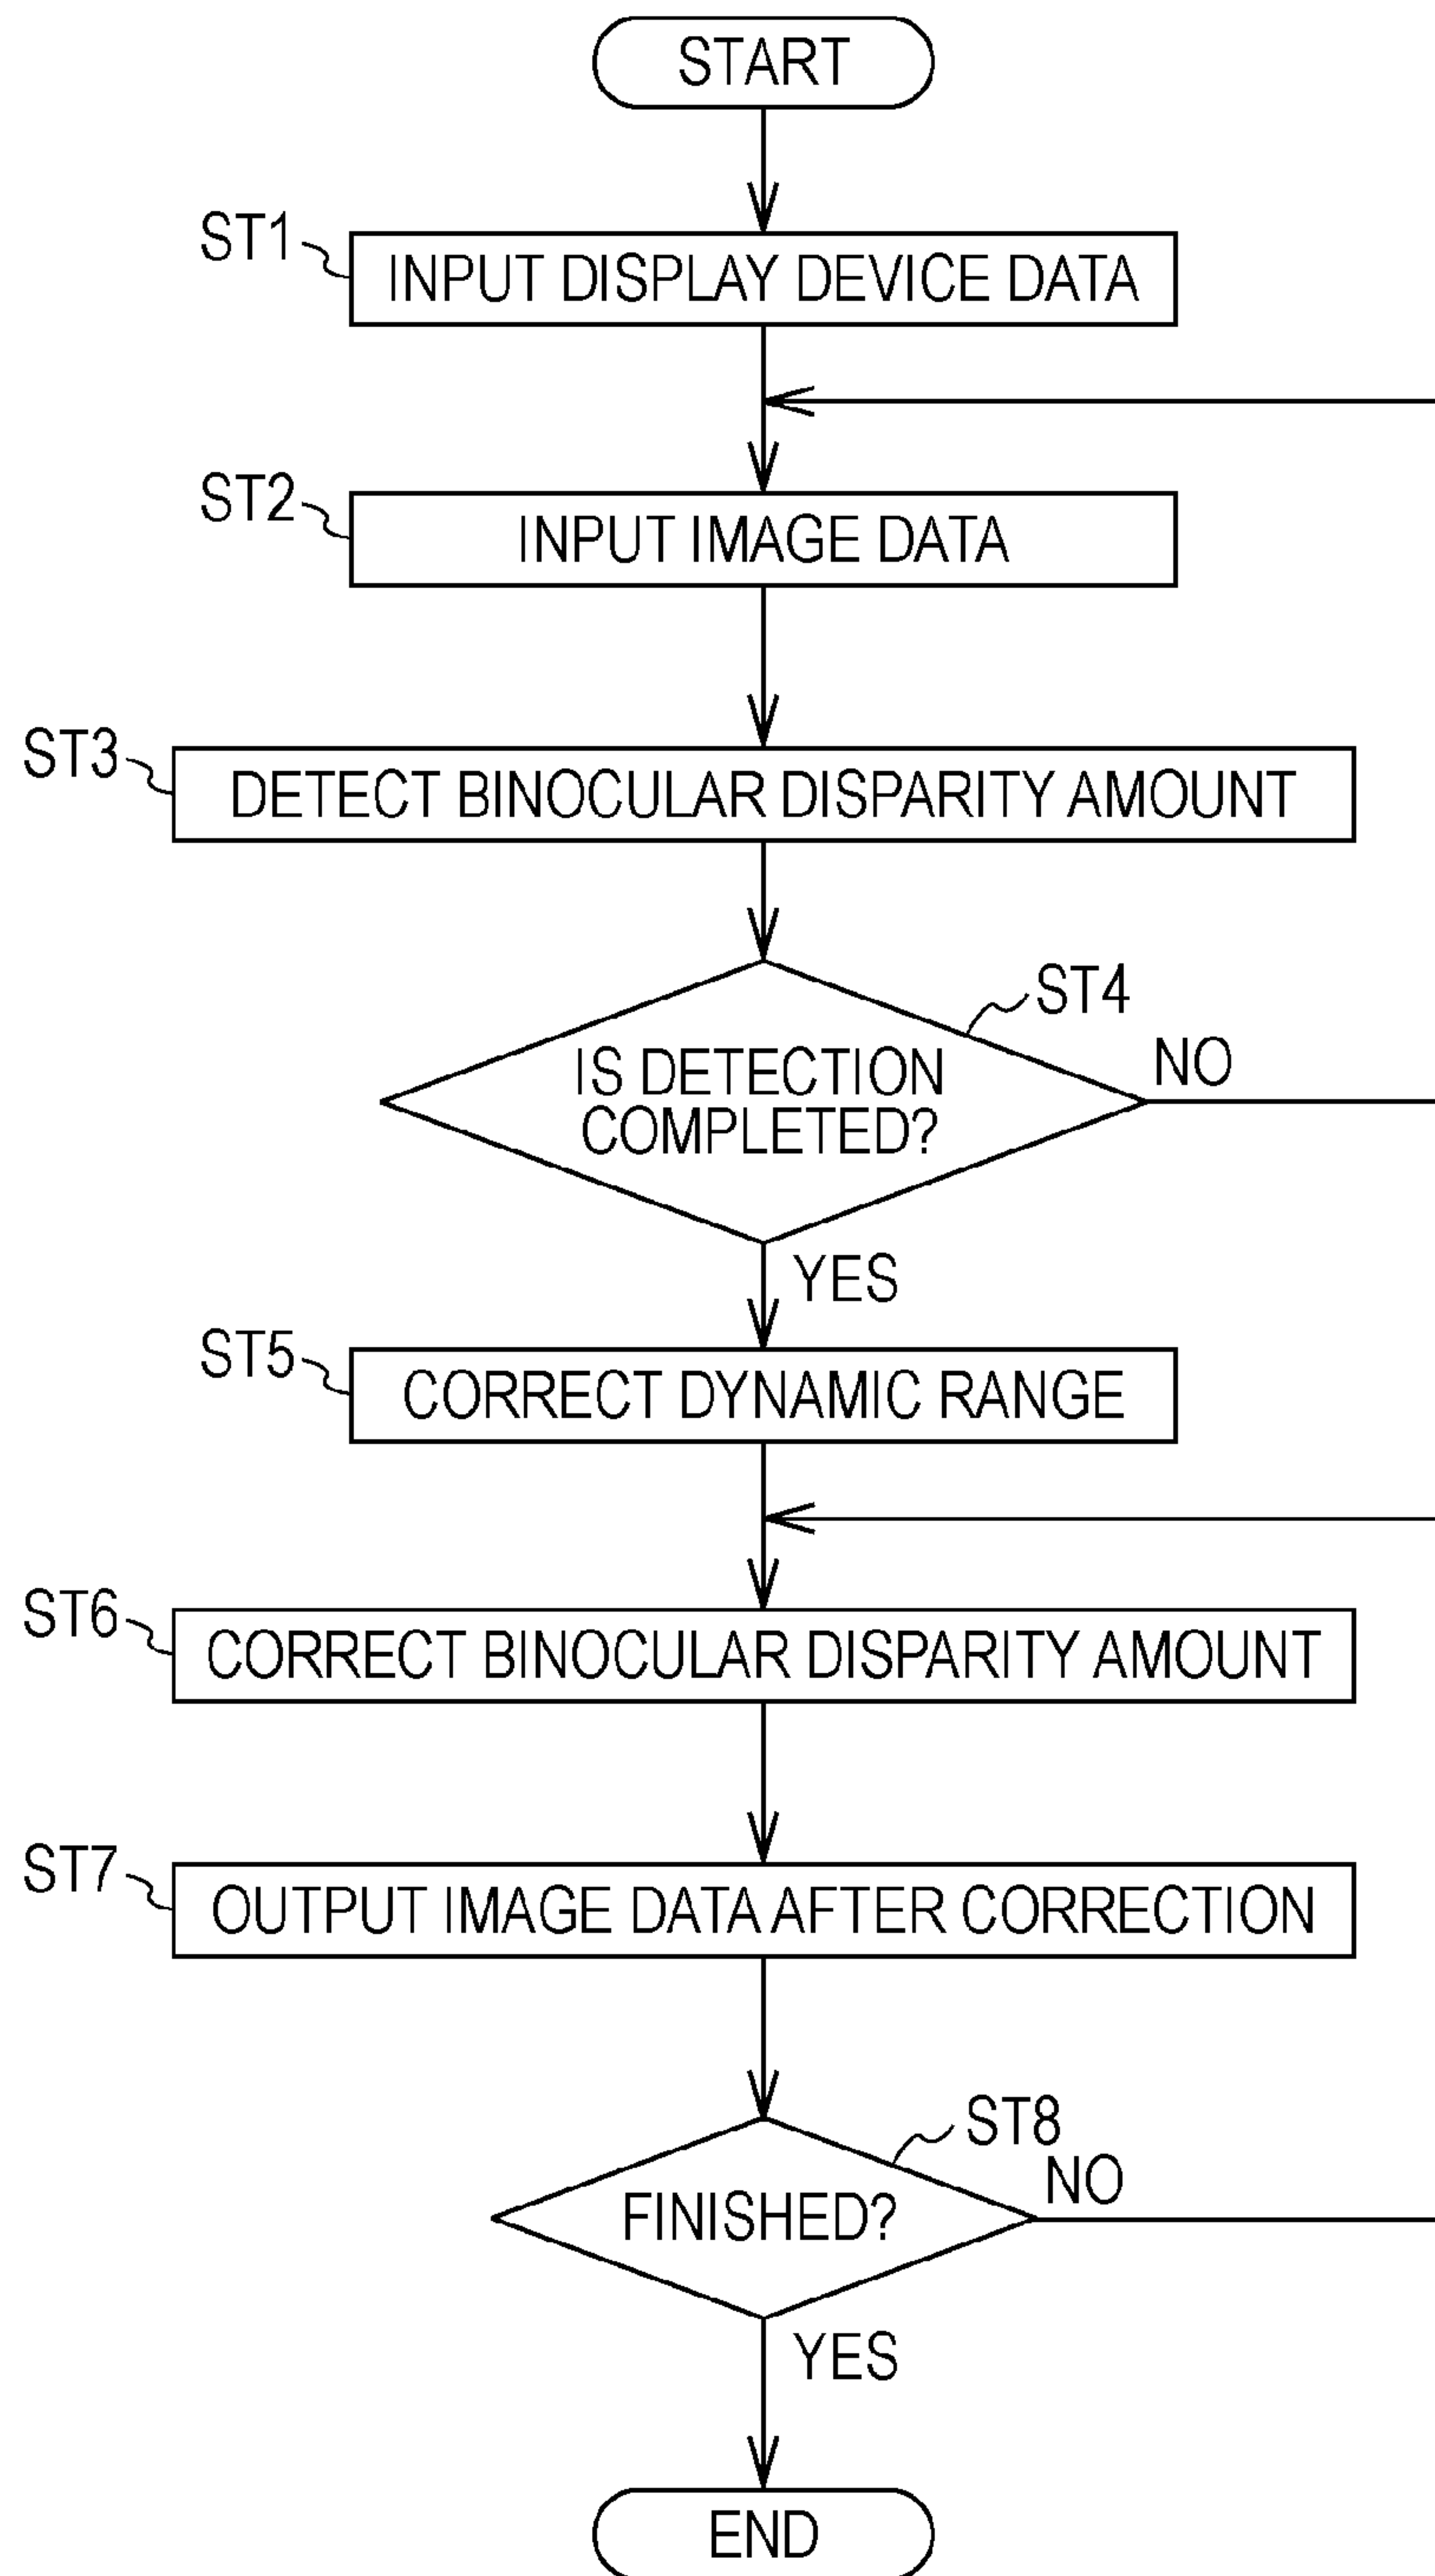 START
ST1
INPUT DISPLAY DEVICE DATA
ST2
INPUT IMAGE DATA
ST3
DETECT BINOCULAR DISPARITY AMOUNT
ST4
IS DETECTION
COMPLETED?
NO
YES
ST5
CORRECT DYNAMIC RANGE
ST6
CORRECT BINOCULAR DISPARITY AMOUNT
ST7
OUTPUT IMAGE DATA AFTER CORRECTION
ST8
FINISHED?
NO
YES
END